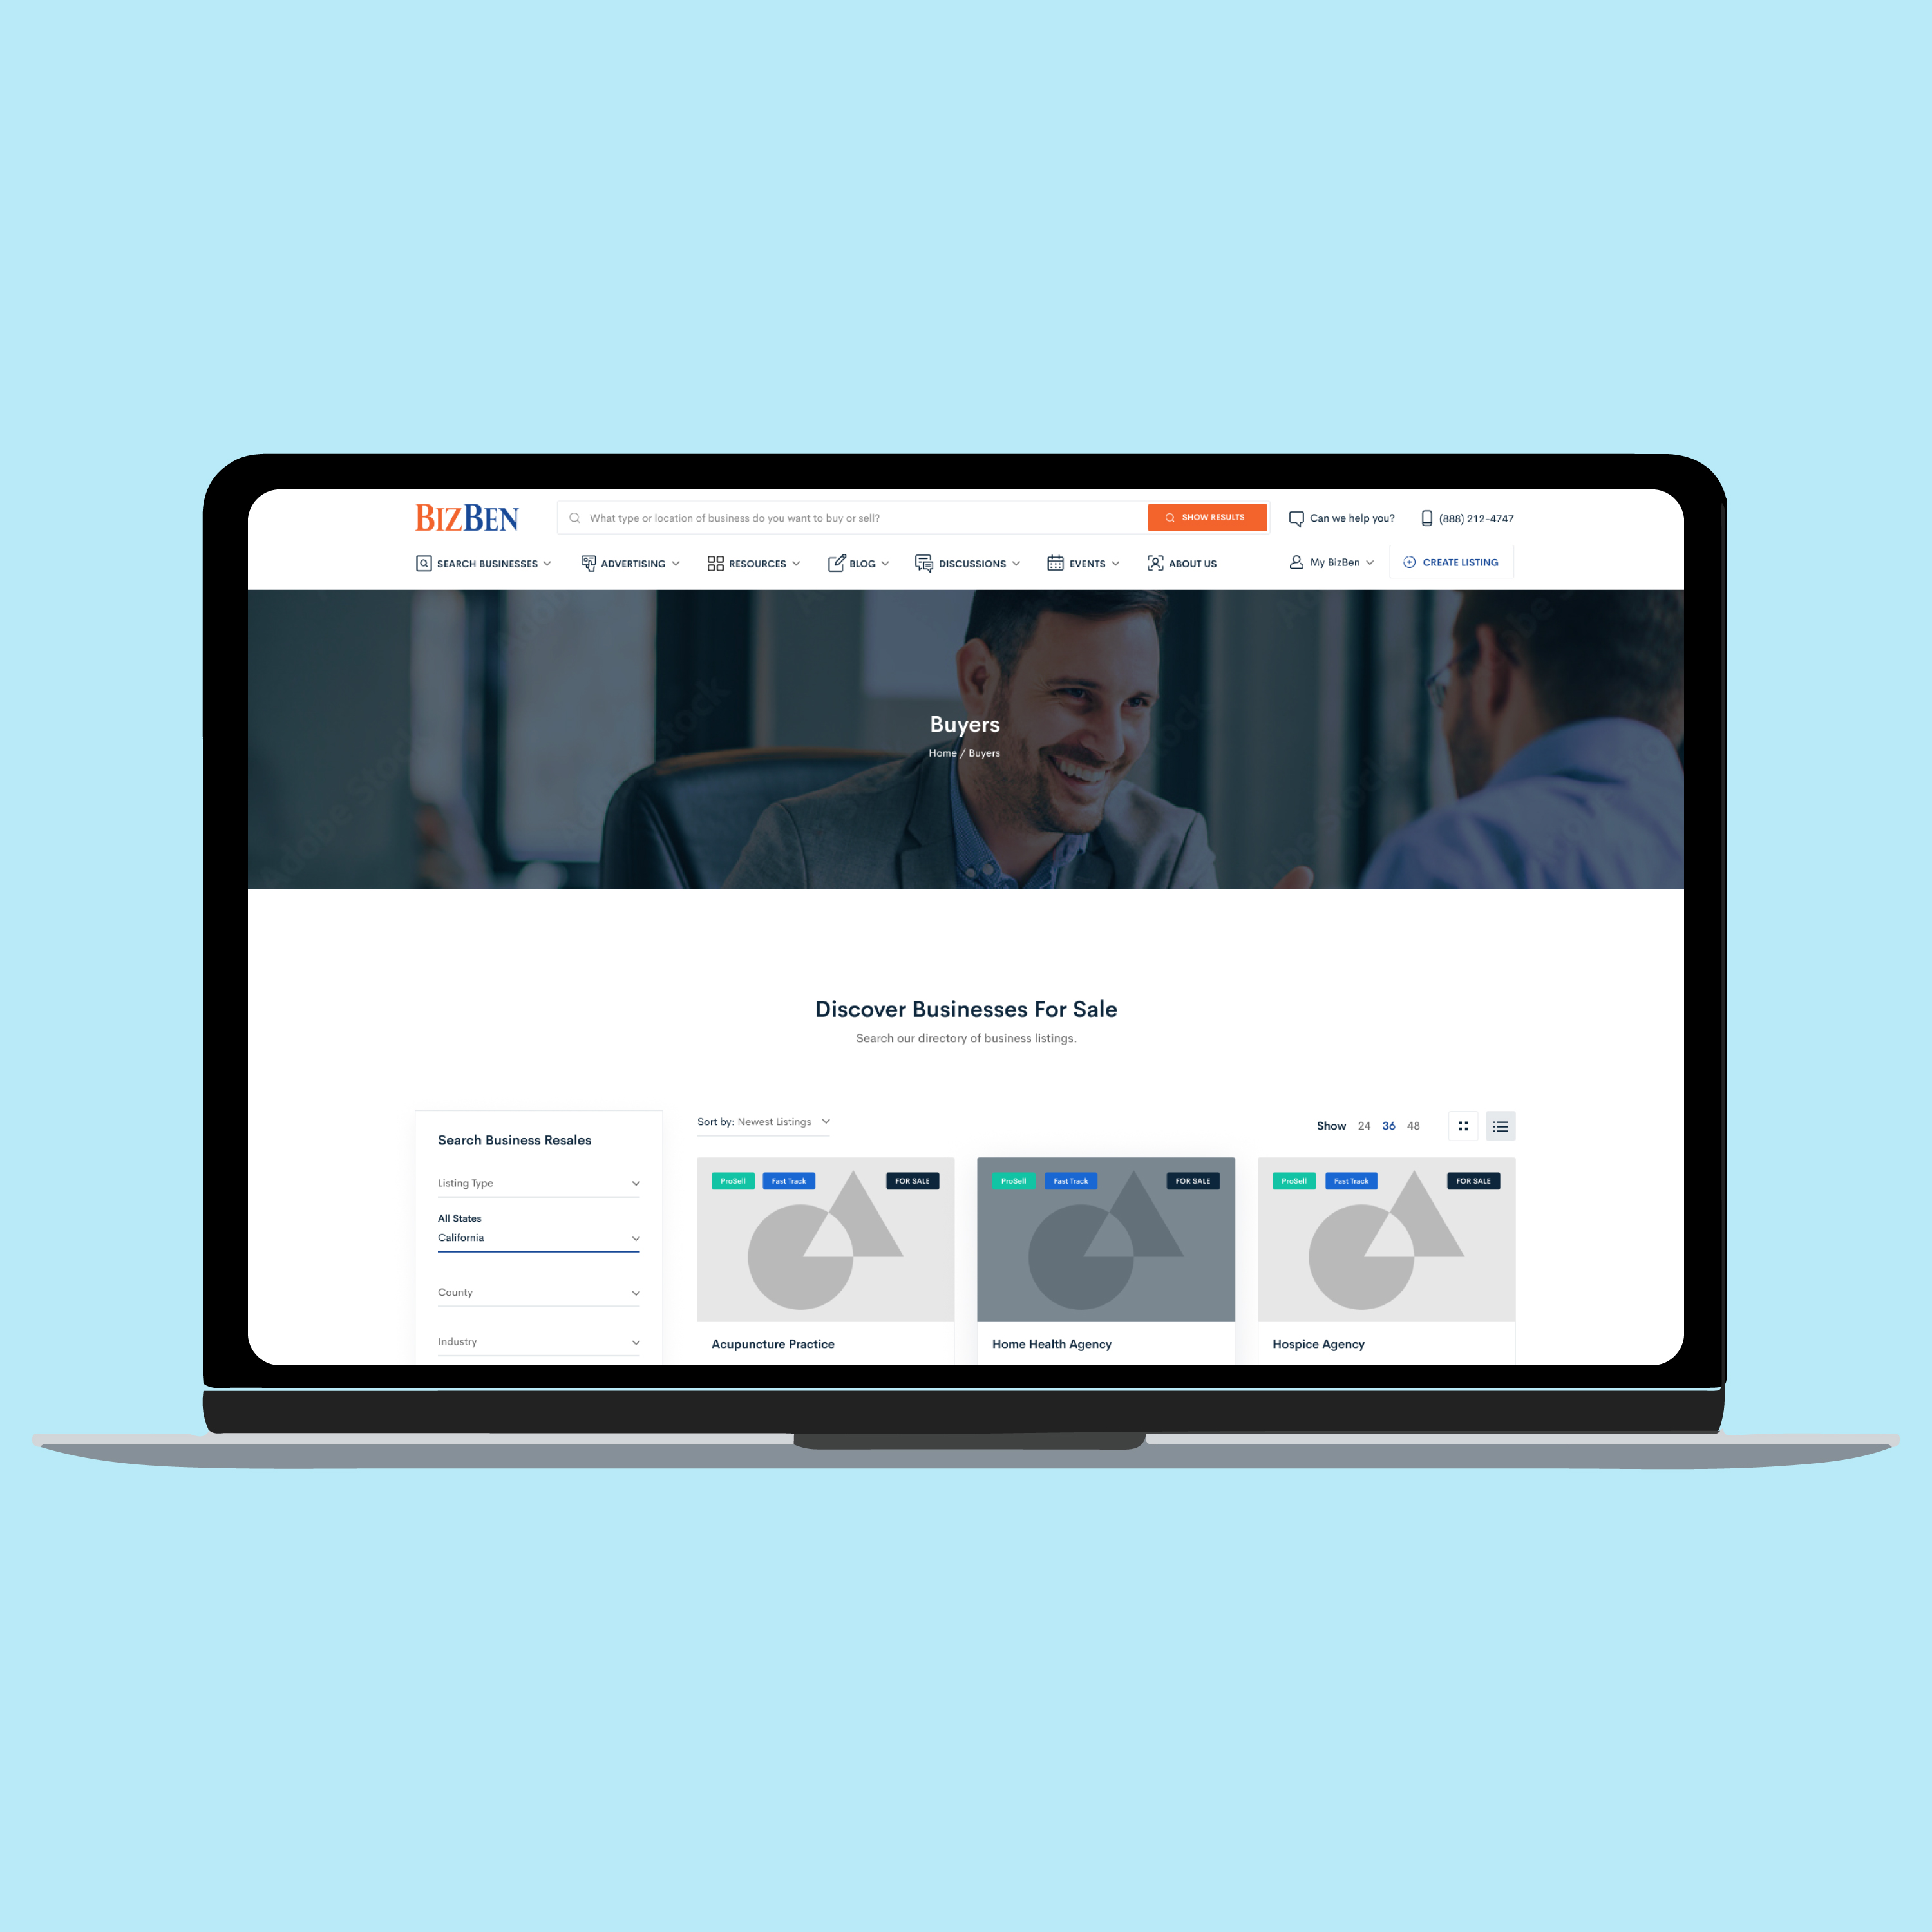 BIZBEN
What type or location of business do you want to buy or sell?
SHOW RESULTS
Can we help you?
(888) 212-4747
SEARCH BUSINESSES
ADVERTISING
RESOURCES
BLOG
DISCUSSIONS
EVENTS
ABOUT US
My BizBen
CREATE LISTING
Buyers
Home / Buyers
Adobe Stock
Discover Businesses For Sale
Search our directory of business listings.
Search Business Resales
Listing Type
All States
California
County
Industry
Sort by: Newest Listings
Show 24 36 48
ProSell Fast Track FOR SALE
Acupuncture Practice
ProSell Fast Track FOR SALE
Home Health Agency
ProSell Fast Track FOR SALE
Hospice Agency